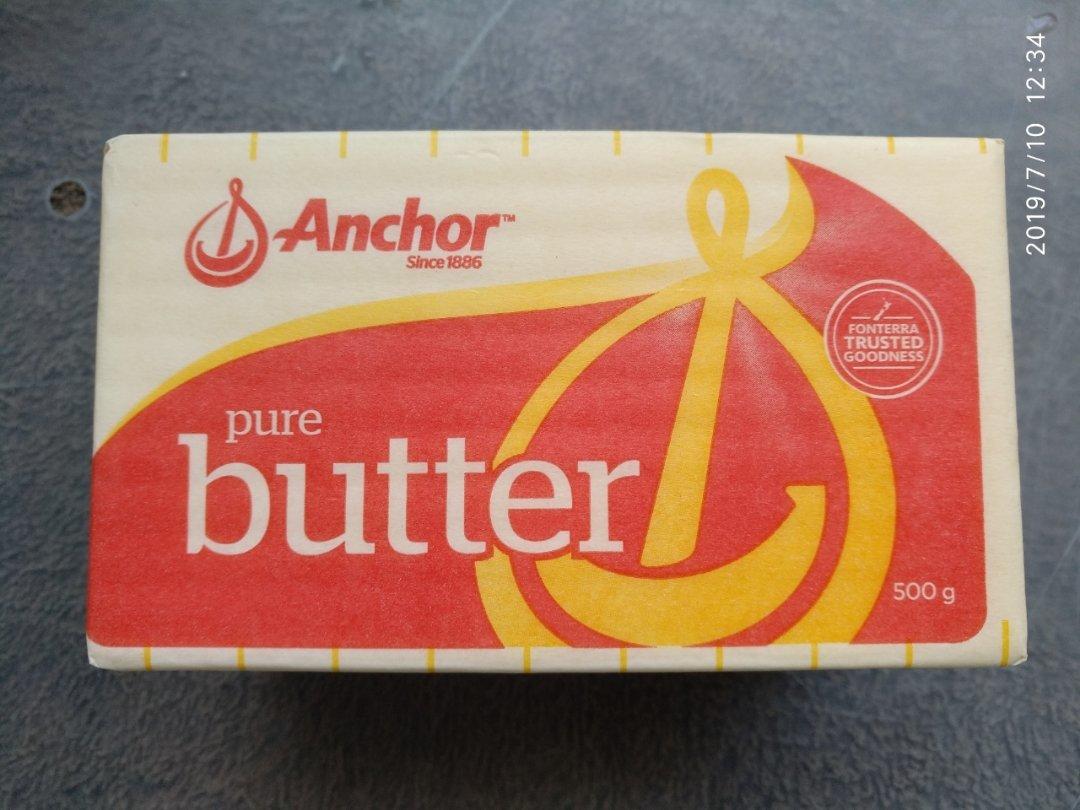 Anchor™
Since 1886
FONTERRA
TRUSTED
GOODNESS
pure
butter
500 g
2019/7/10 12:34